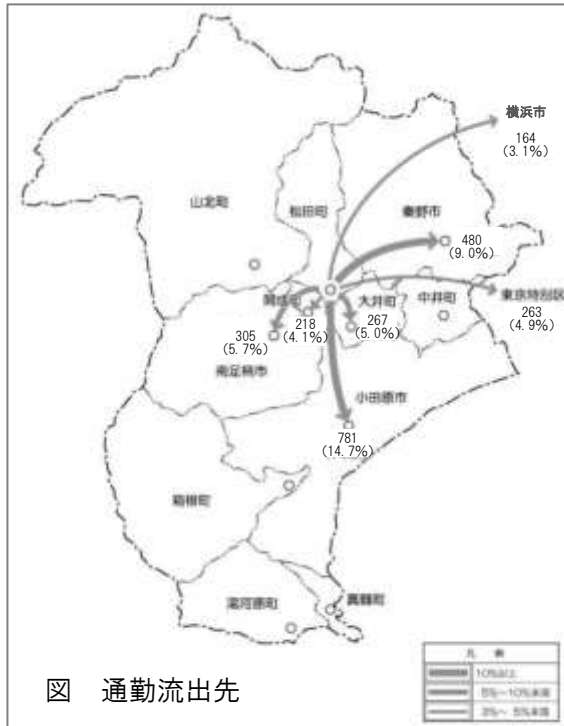 横浜市
164
(3.1%)
山北町
松田町
秦野市
480
(9.0%)
開成町
大井町
中井町
東京特別区
263
(4.9%)
218
(4.1%)
267
(5.0%)
305
(5.7%)
南足柄市
小田原市
781
(14.7%)
箱根町
湯河原町
真鶴町
凡 例
10%以上
5%~10%未満
3%~ 5%未満
図 通勤流出先